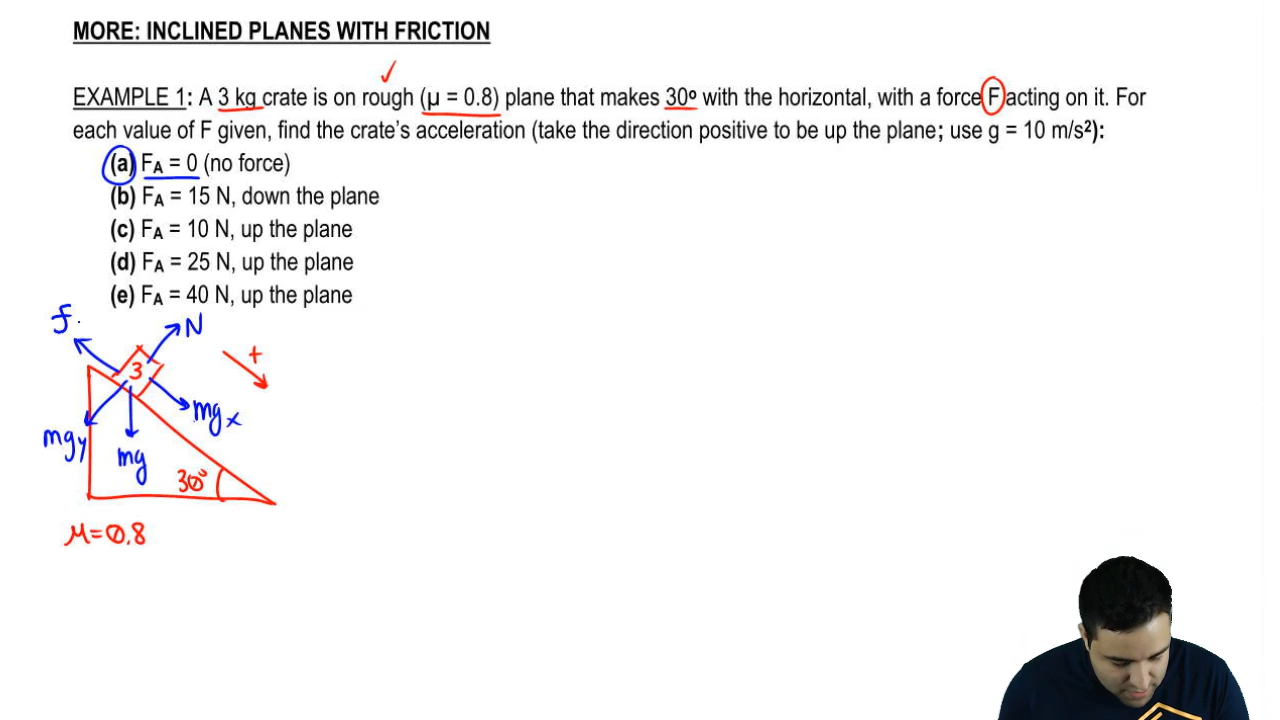 MORE: INCLINED PLANES WITH FRICTION
EXAMPLE 1: A 3 kg crate is on rough (μ = 0.8) plane that makes 30º with the horizontal, with a force F acting on it. For
each value of F given, find the crate's acceleration (take the direction positive to be up the plane; use g = 10 m/s²):
(a) FA = 0 (no force)
(b) FA = 15 N, down the plane
(c) FA = 10 N, up the plane
(d) FA = 25 N, up the plane
(e) FA = 40 N, up the plane
f
N
+
3
mgx
mgy
mg
30°
μ=0.8